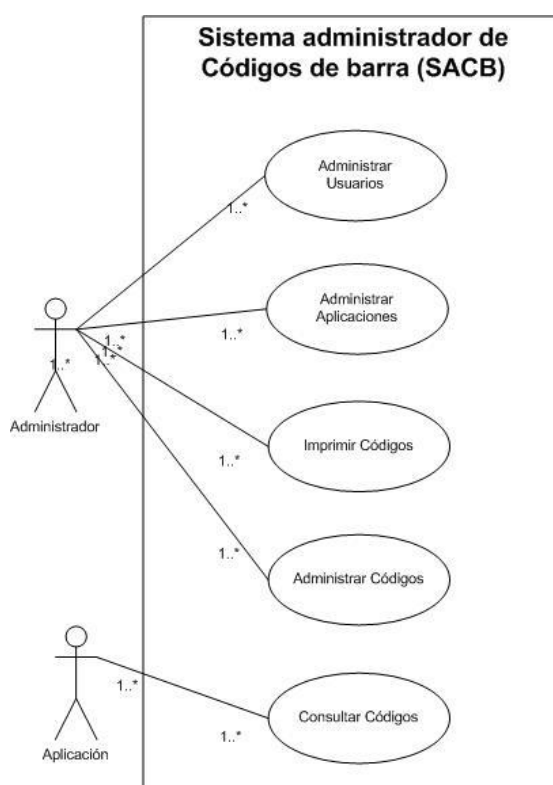 Sistema administrador de
Códigos de barra (SACB)
Administrar
Usuarios
1..*
Administrar
Aplicaciones
1..*
1..*
1..*
1..*
1..*
Administrador
Imprimir Códigos
1..*
1..*
Administrar Códigos
1..*
Consultar Códigos
1..*
Aplicación